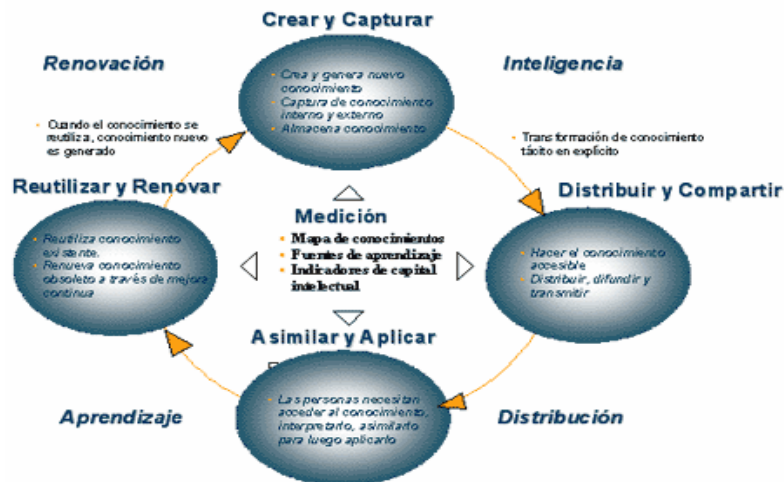 Crear y Capturar
Renovación
Inteligencia
• Crea y genera nuevo
conocimiento
• Captura de conocimiento
interno y externo
• Almacena conocimiento
• Cuando el conocimiento se
reutiliza, conocimiento nuevo
es generado
• Transformación de conocimiento
tácito en explícito
Reutilizar y Renovar
Distribuir y Compartir
Medición
• Mapa de conocimientos
• Fuentes de aprendizaje
• Indicadores de capital
intelectual
• Reutiliza conocimiento
existente.
• Renueva conocimiento
obsoleto a través de mejora
continua
• Hacer el conocimiento
accesible
• Distribuir, difundir y
transmitir
Asimilar y Aplicar
• Las personas necesitan
acceder al conocimiento,
interpretarlo, asimilarlo
para luego aplicarlo
Aprendizaje
Distribución